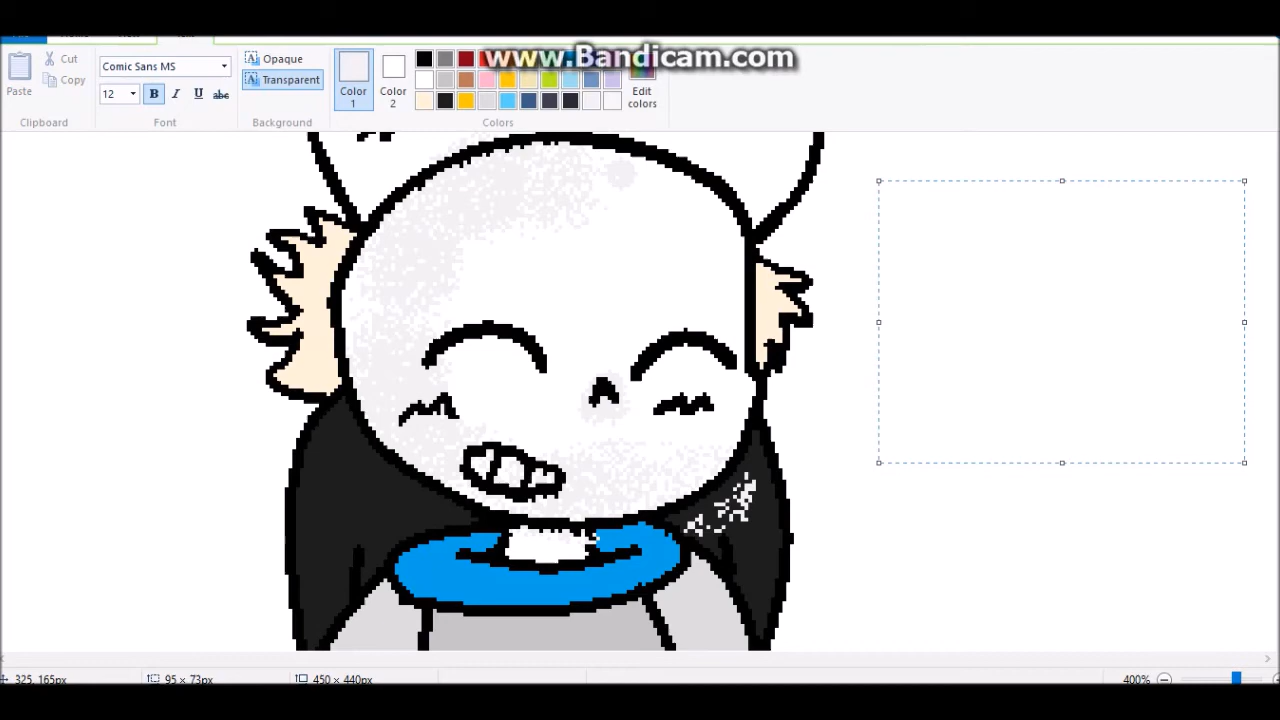 www.Bandicam.com
Cut
Copy
Paste
Clipboard
Comic Sans MS
12
B I U abc
Font
Opaque
Transparent
Background
Color 1
Color 2
Edit colors
Colors
325, 165px
95 × 73px
450 × 440px
400%